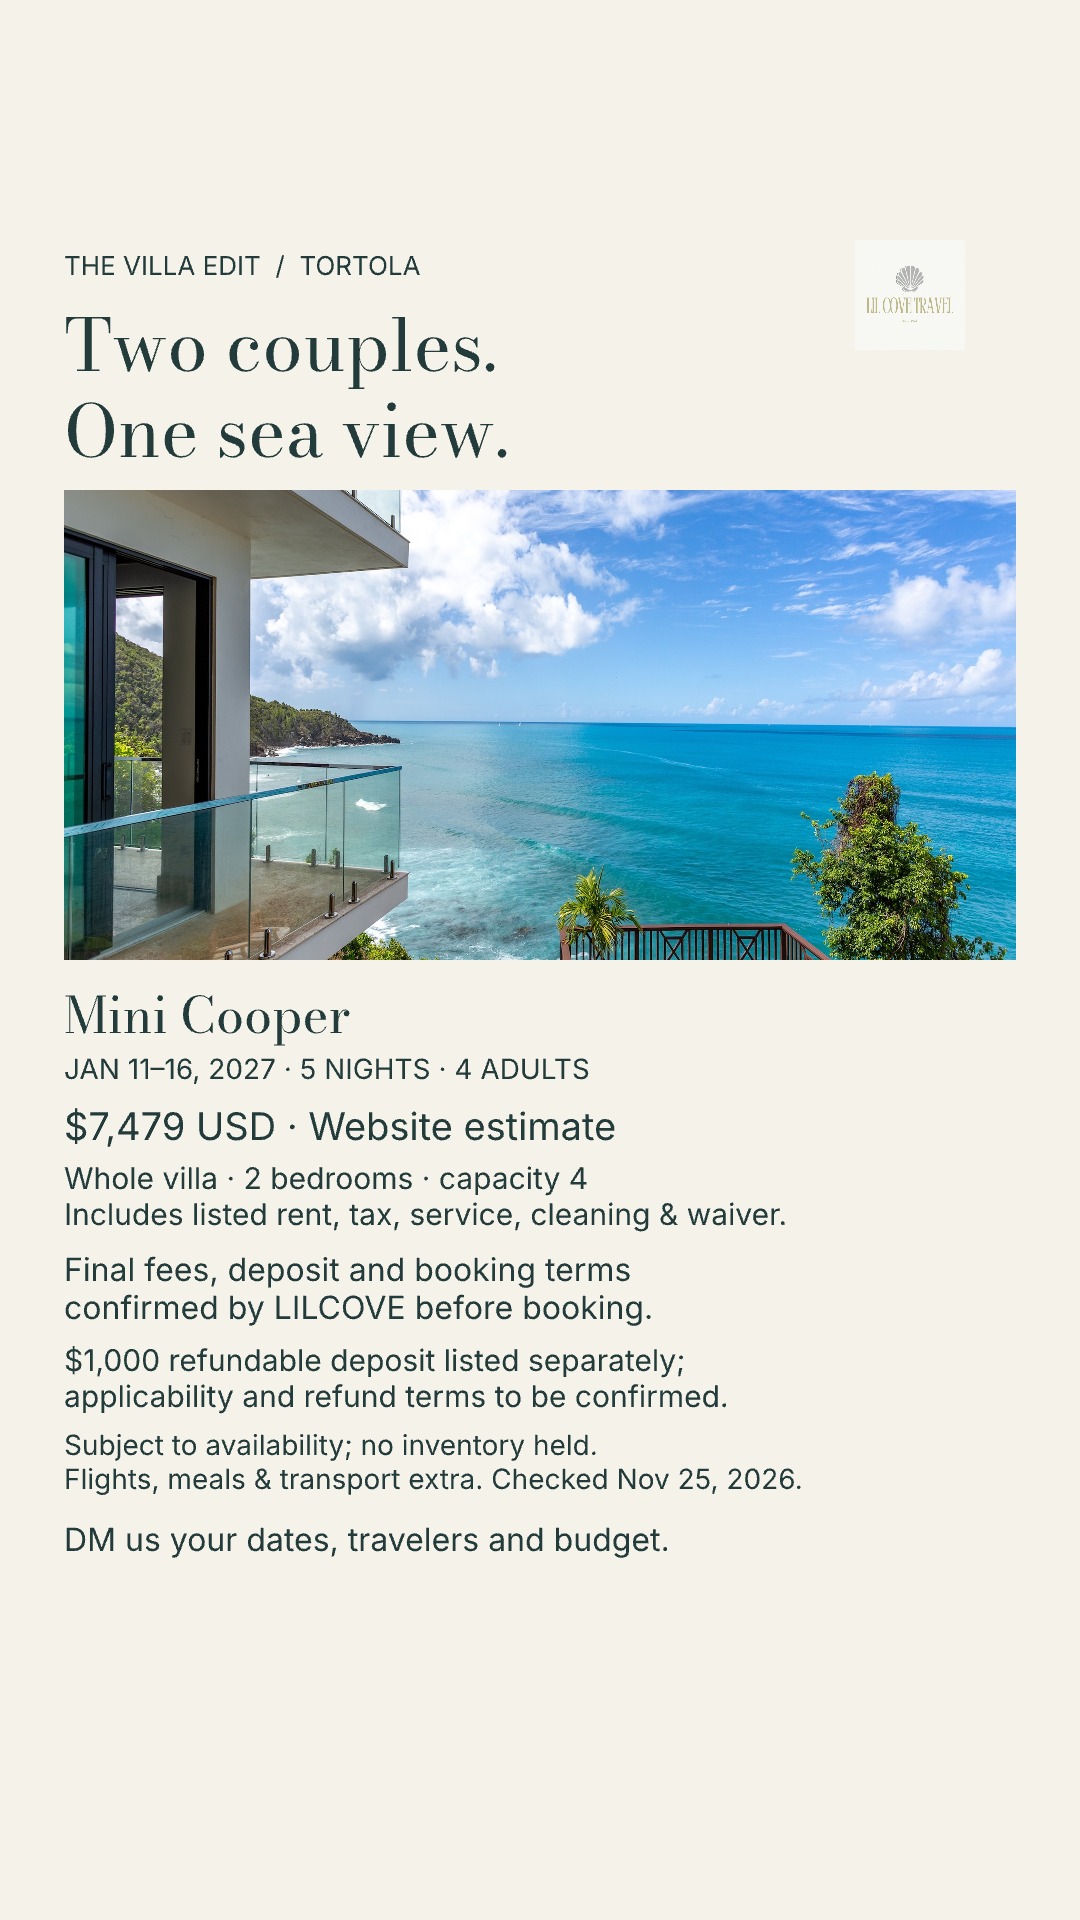 THE VILLA EDIT / TORTOLA
LIL COVE TRAVEL
Two couples.
One sea view.
Mini Cooper
JAN 11–16, 2027 · 5 NIGHTS · 4 ADULTS
$7,479 USD · Website estimate
Whole villa · 2 bedrooms · capacity 4
Includes listed rent, tax, service, cleaning & waiver.
Final fees, deposit and booking terms
confirmed by LILCOVE before booking.
$1,000 refundable deposit listed separately;
applicability and refund terms to be confirmed.
Subject to availability; no inventory held.
Flights, meals & transport extra. Checked Nov 25, 2026.
DM us your dates, travelers and budget.